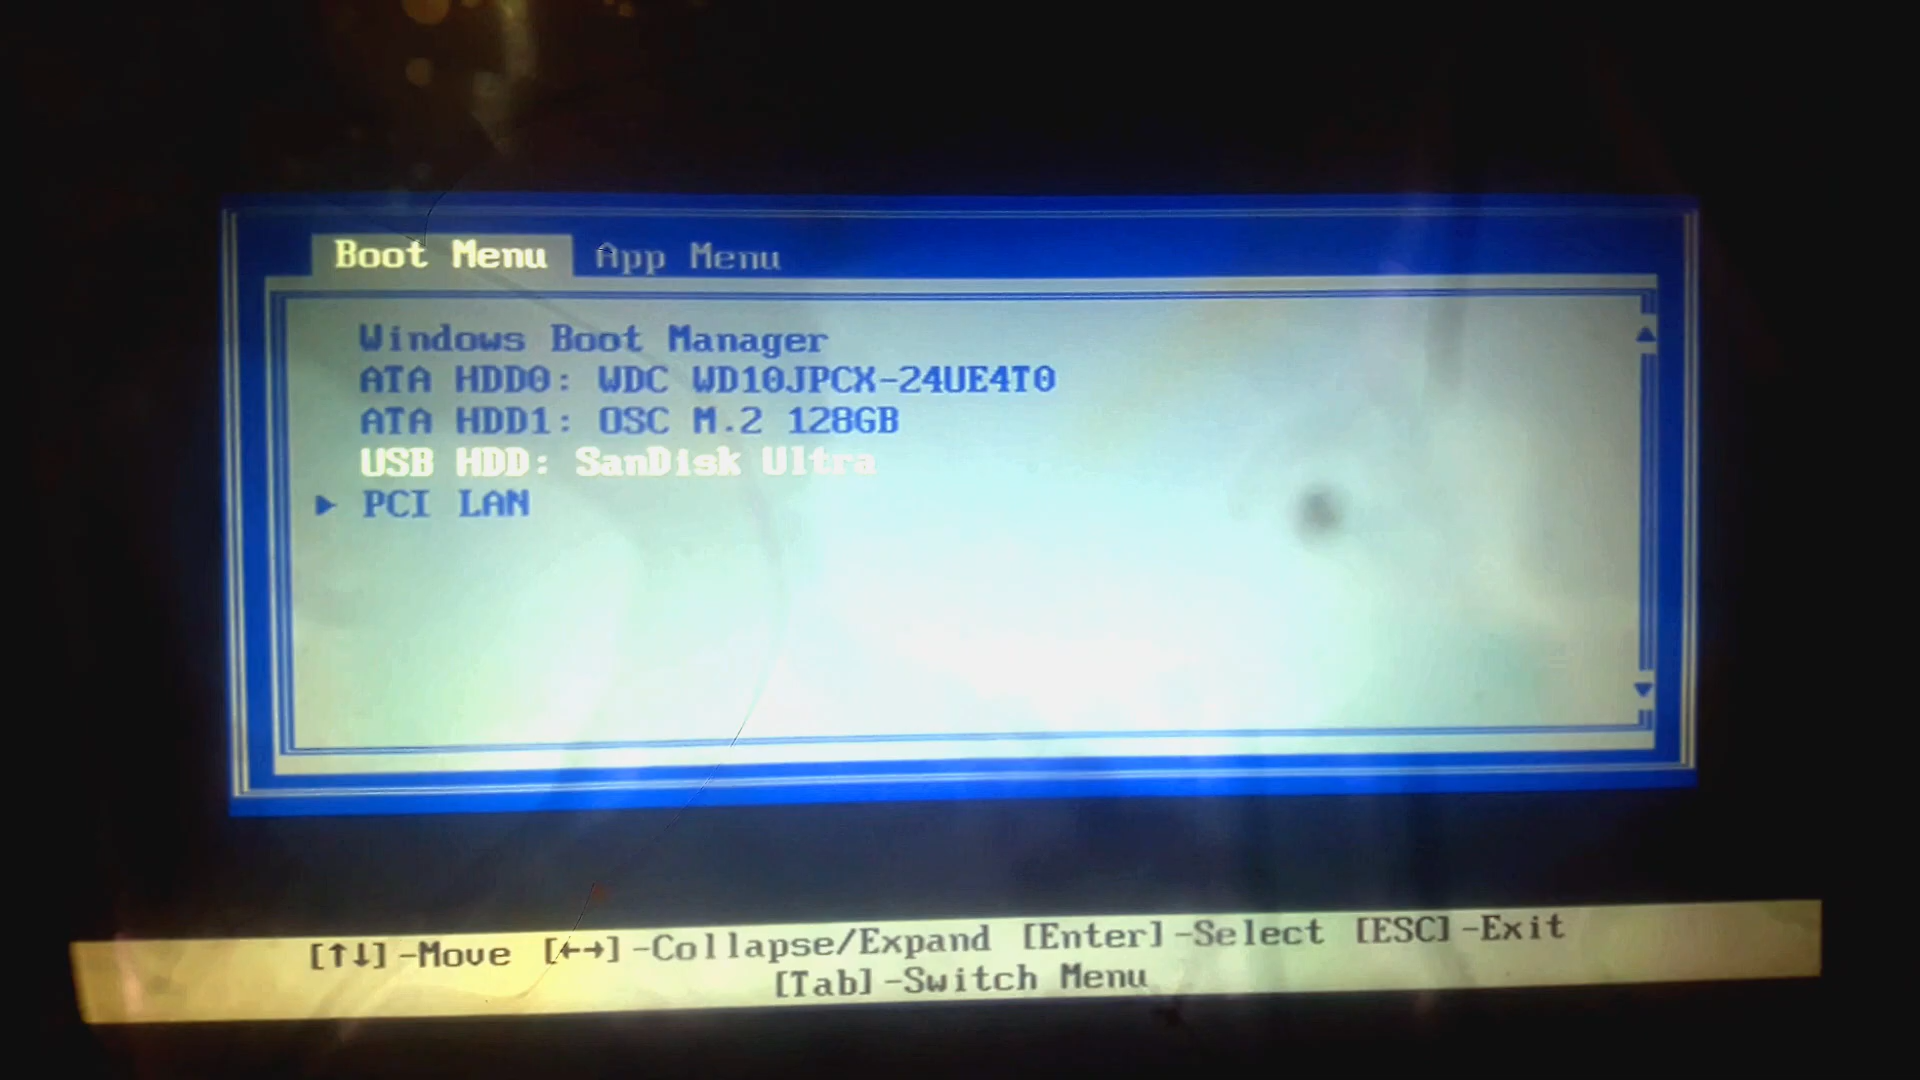 Boot Menu App Menu
Windows Boot Manager
ATA HDD0: WDC WD10JPCX-24UE4T0
ATA HDD1: OSC M.2 128GB
USB HDD: SanDisk Ultra
▶ PCI LAN
[↑↓]-Move [←→]-Collapse/Expand [Enter]-Select [ESC]-Exit
[Tab]-Switch Menu